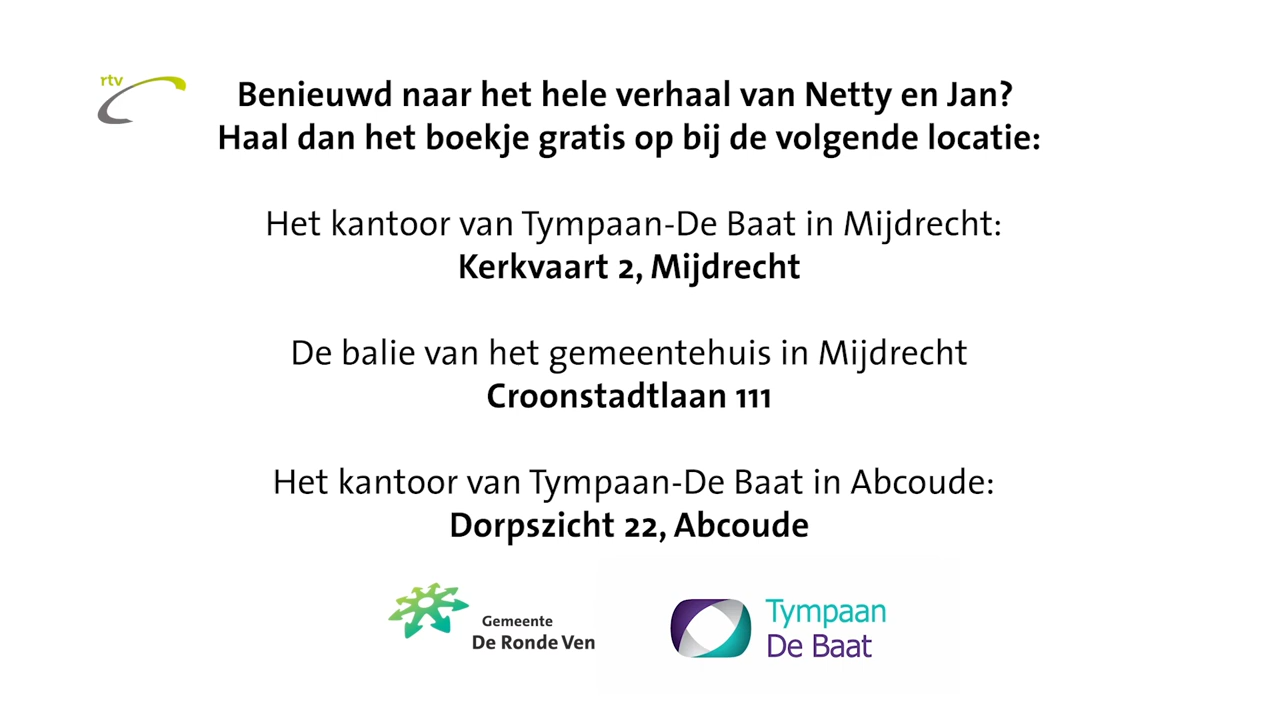 rtv
Benieuwd naar het hele verhaal van Netty en Jan?
Haal dan het boekje gratis op bij de volgende locatie:
Het kantoor van Tympaan-De Baat in Mijdrecht:
Kerkvaart 2, Mijdrecht
De balie van het gemeentehuis in Mijdrecht
Croonstadtlaan 111
Het kantoor van Tympaan-De Baat in Abcoude:
Dorpszicht 22, Abcoude
Gemeente
De Ronde Ven
Tympaan
De Baat